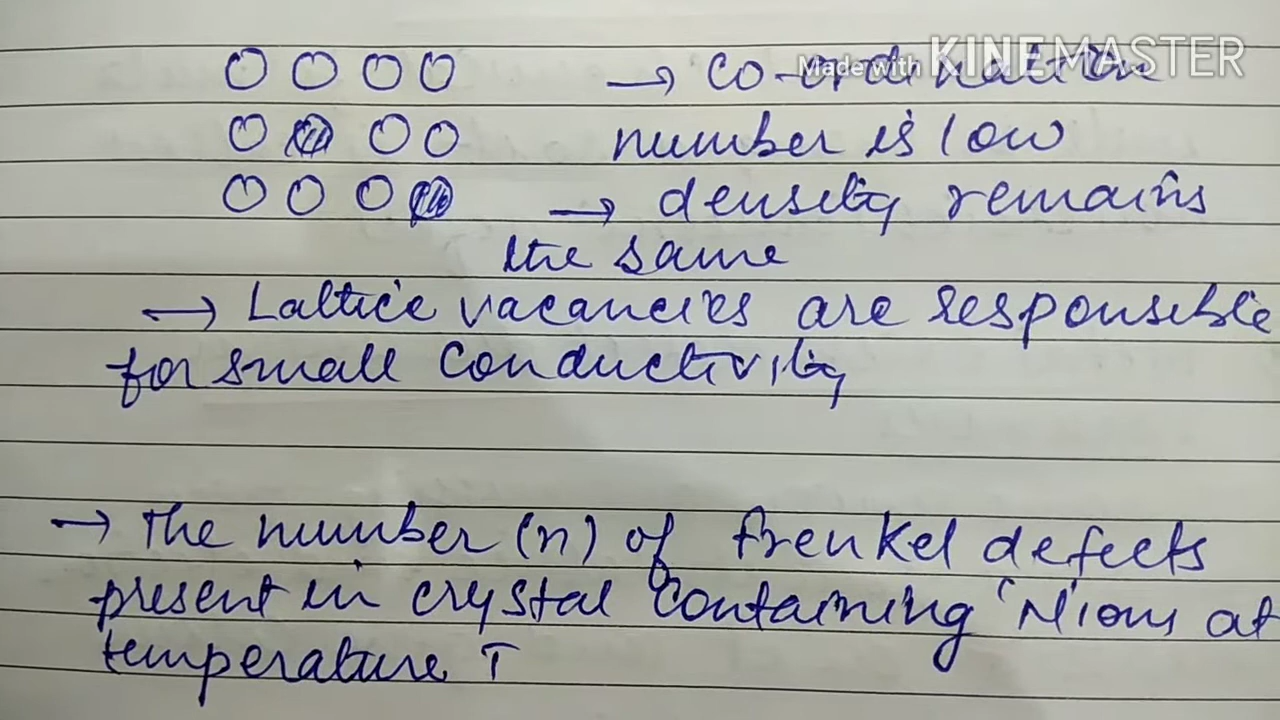 Made with KINEMASTER
→ Co-ordination
number is low
→ density remains
the same
→ Lattice vacancies are responsible
for small conductivity
→ The number (n) of frenkel defects
present in crystal containing 'N' ions at
temperature T